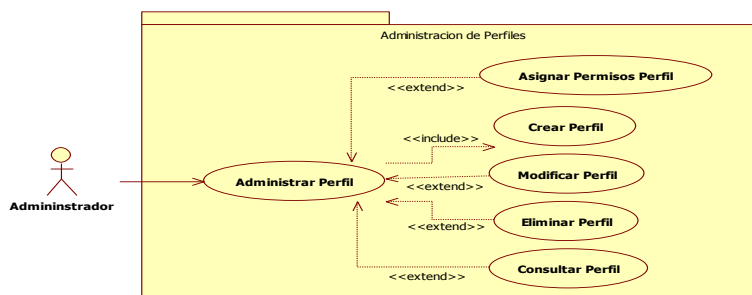 Administracion de Perfiles
Asignar Permisos Perfil
<<extend>>
Crear Perfil
<<include>>
Administrar Perfil
Modificar Perfil
<<extend>>
Admininstrador
Eliminar Perfil
<<extend>>
Consultar Perfil
<<extend>>